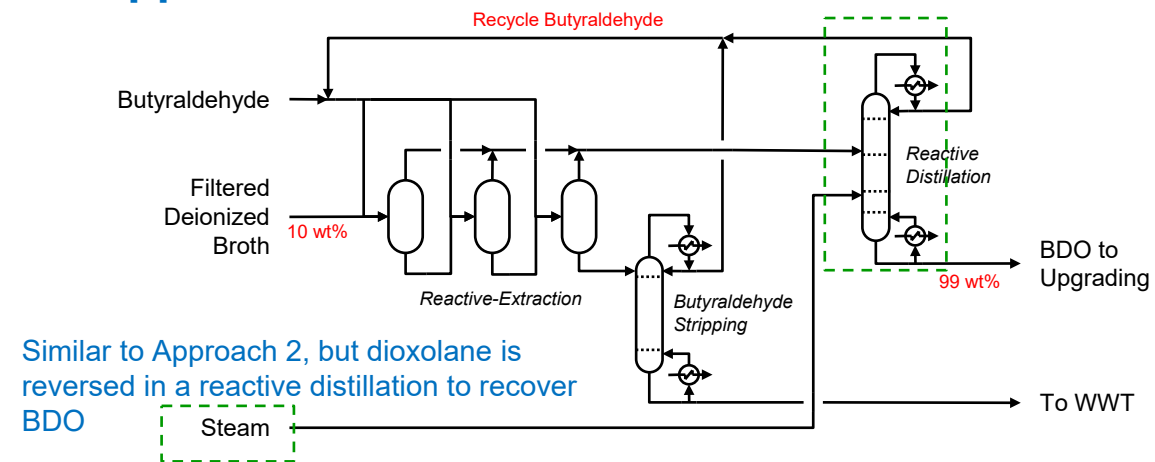 Recycle Butyraldehyde
Butyraldehyde
Filtered
Deionized
Broth
10 wt%
Reactive-Extraction
Butyraldehyde
Stripping
Reactive
Distillation
99 wt%
BDO to
Upgrading
Similar to Approach 2, but dioxolane is
reversed in a reactive distillation to recover
BDO
Steam
To WWT